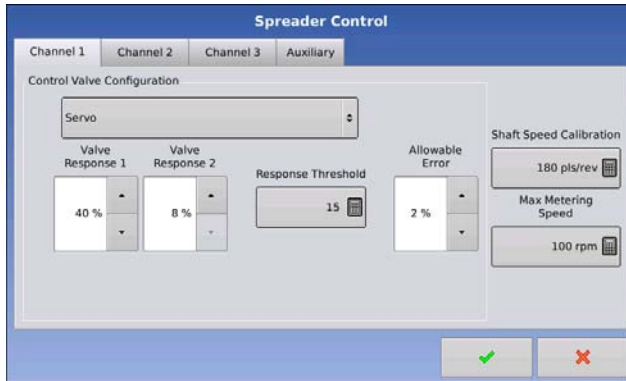 Spreader Control
Channel 1
Channel 2
Channel 3
Auxiliary
Control Valve Configuration
Servo
Valve
Response 1
40 %
Valve
Response 2
8 %
Response Threshold
15
Allowable
Error
2 %
Shaft Speed Calibration
180 pls/rev
Max Metering
Speed
100 rpm